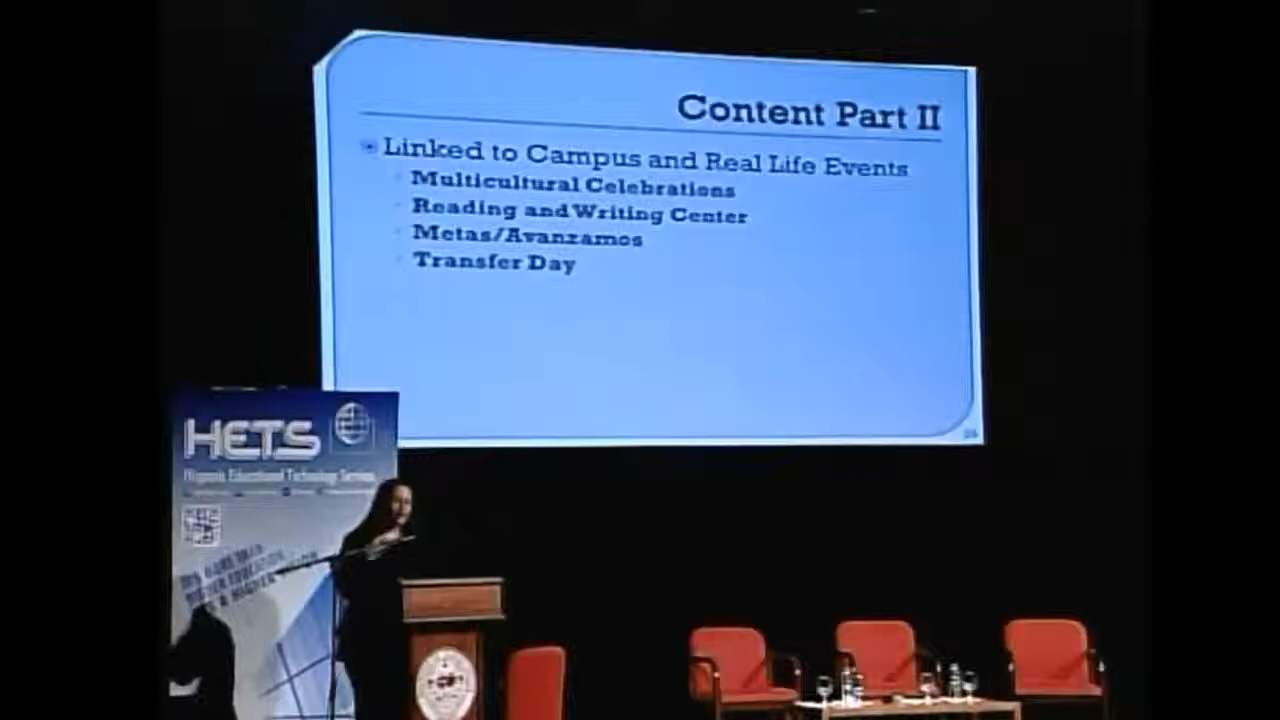 Content Part II
Linked to Campus and Real Life Events
Multicultural Celebrations
Reading and Writing Center
Metas/Avanzamos
Transfer Day
HETS
Hispanic Educational Technology Services